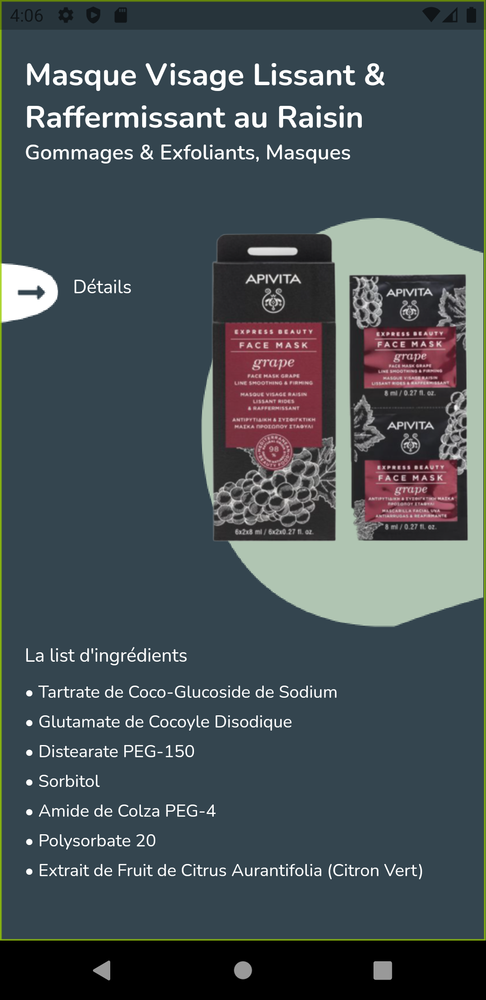 4:06
Masque Visage Lissant &
Raffermissant au Raisin
Gommages & Exfoliants, Masques
Détails
APIVITA
EXPRESS BEAUTY
FACE MASK
grape
FACE MASK GRAPE
LINE SMOOTHING & FIRMING
MASQUE VISAGE RAISIN
LISSANT RIDES
& RAFFERMISSANT
ΑΝΤΙΡΥΤΙΔΙΚΗ & ΣΥΣΦΙΓΚΤΙΚΗ
ΜΑΣΚΑ ΠΡΟΣΩΠΟΥ ΣΤΑΦΥΛΙ
MEDITERRANEAN
98
%
BEAUTY FOOD
6x2x8 ml / 6x2x0.27 fl. oz.
APIVITA
EXPRESS BEAUTY
FACE MASK
grape
FACE MASK GRAPE
LINE SMOOTHING & FIRMING
MASQUE VISAGE RAISIN
LISSANT RIDES & RAFFERMISSANT
8 ml / 0.27 fl. oz.
APIVITA
EXPRESS BEAUTY
FACE MASK
grape
ΑΝΤΙΡΥΤΙΔΙΚΗ & ΣΥΣΦΙΓΚΤΙΚΗ ΜΑΣΚΑ
ΠΡΟΣΩΠΟΥ ΣΤΑΦΥΛΙ
MASCARILLA FACIAL UVA
ANTIARRUGAS & REAFIRMANTE
8 ml / 0.27 fl. oz.
La list d'ingrédients
• Tartrate de Coco-Glucoside de Sodium
• Glutamate de Cocoyle Disodique
• Distearate PEG-150
• Sorbitol
• Amide de Colza PEG-4
• Polysorbate 20
• Extrait de Fruit de Citrus Aurantifolia (Citron Vert)